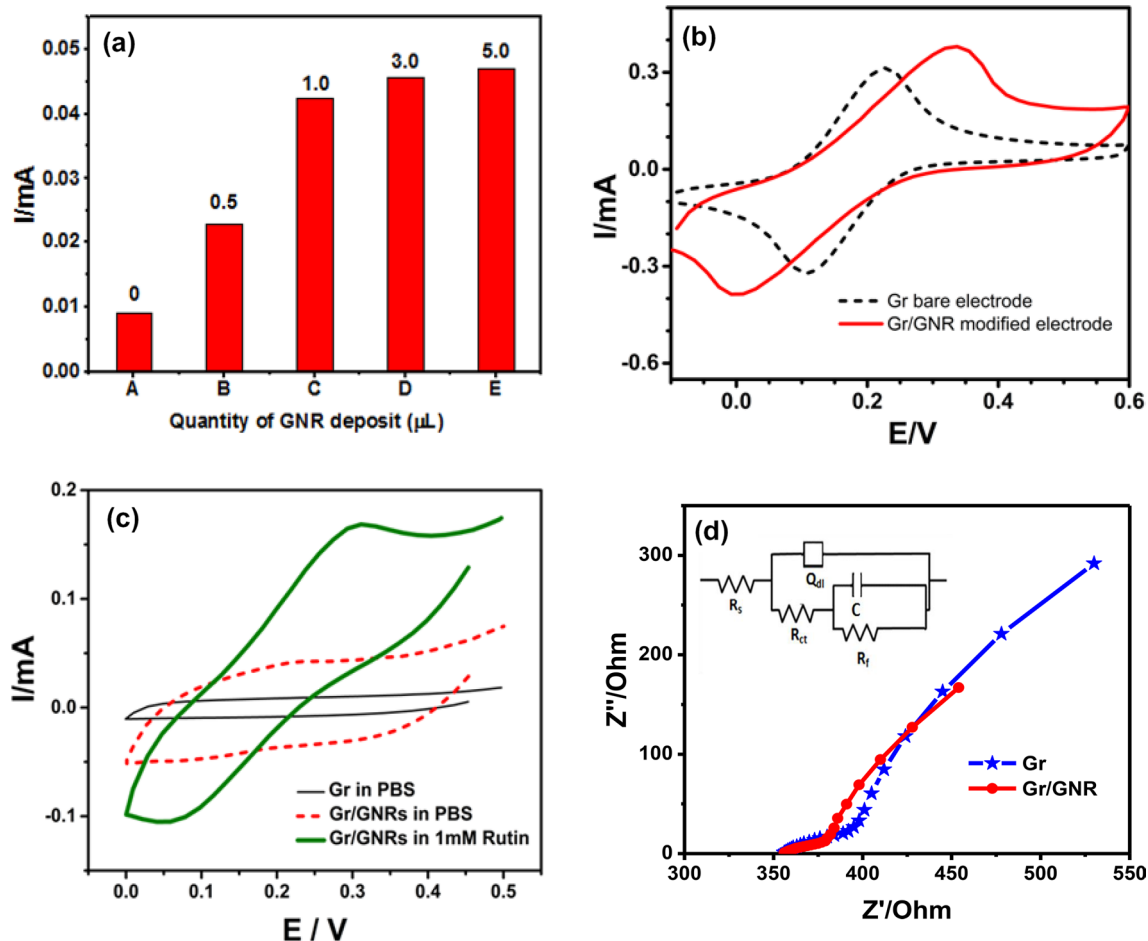 (a)
0.05
0.04
0.03
0.02
0.01
0.00
I/mA
0
0.5
1.0
3.0
5.0
A B C D E
Quantity of GNR deposit (μL)
(b)
0.3
0.0
-0.3
-0.6
I/mA
Gr bare electrode
Gr/GNR modified electrode
0.0 0.2 0.4 0.6
E/V
(c)
0.2
0.1
0.0
-0.1
I/mA
Gr in PBS
Gr/GNRs in PBS
Gr/GNRs in 1mM Rutin
0.0 0.1 0.2 0.3 0.4 0.5
E / V
(d)
300
200
100
0
Z''/Ohm
Qdl
Rs
C
Rct
Rf
Gr
Gr/GNR
300 350 400 450 500 550
Z'/Ohm